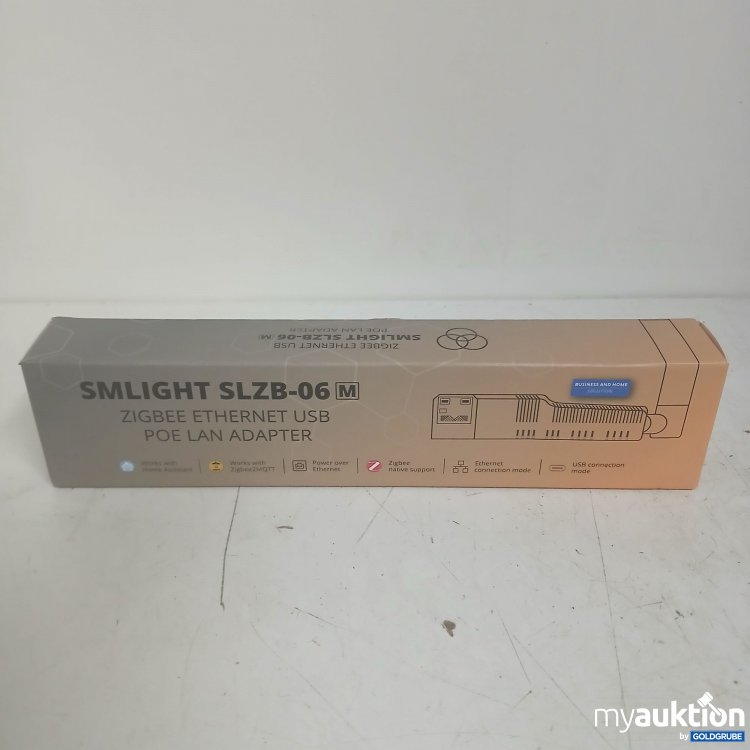 ZIGBEE ETHERNET USB
SMLIGHT SLZB-06 M
POE LAN ADAPTER
SMLIGHT SLZB-06 M
ZIGBEE ETHERNET USB
POE LAN ADAPTER
BUSINESS AND HOME
SOLUTION
Works with
Home Assistant
Works with
Zigbee2MQTT
Power over
Ethernet
Zigbee
native support
Ethernet
connection mode
USB connection
mode
myauktion
by GOLDGRUBE